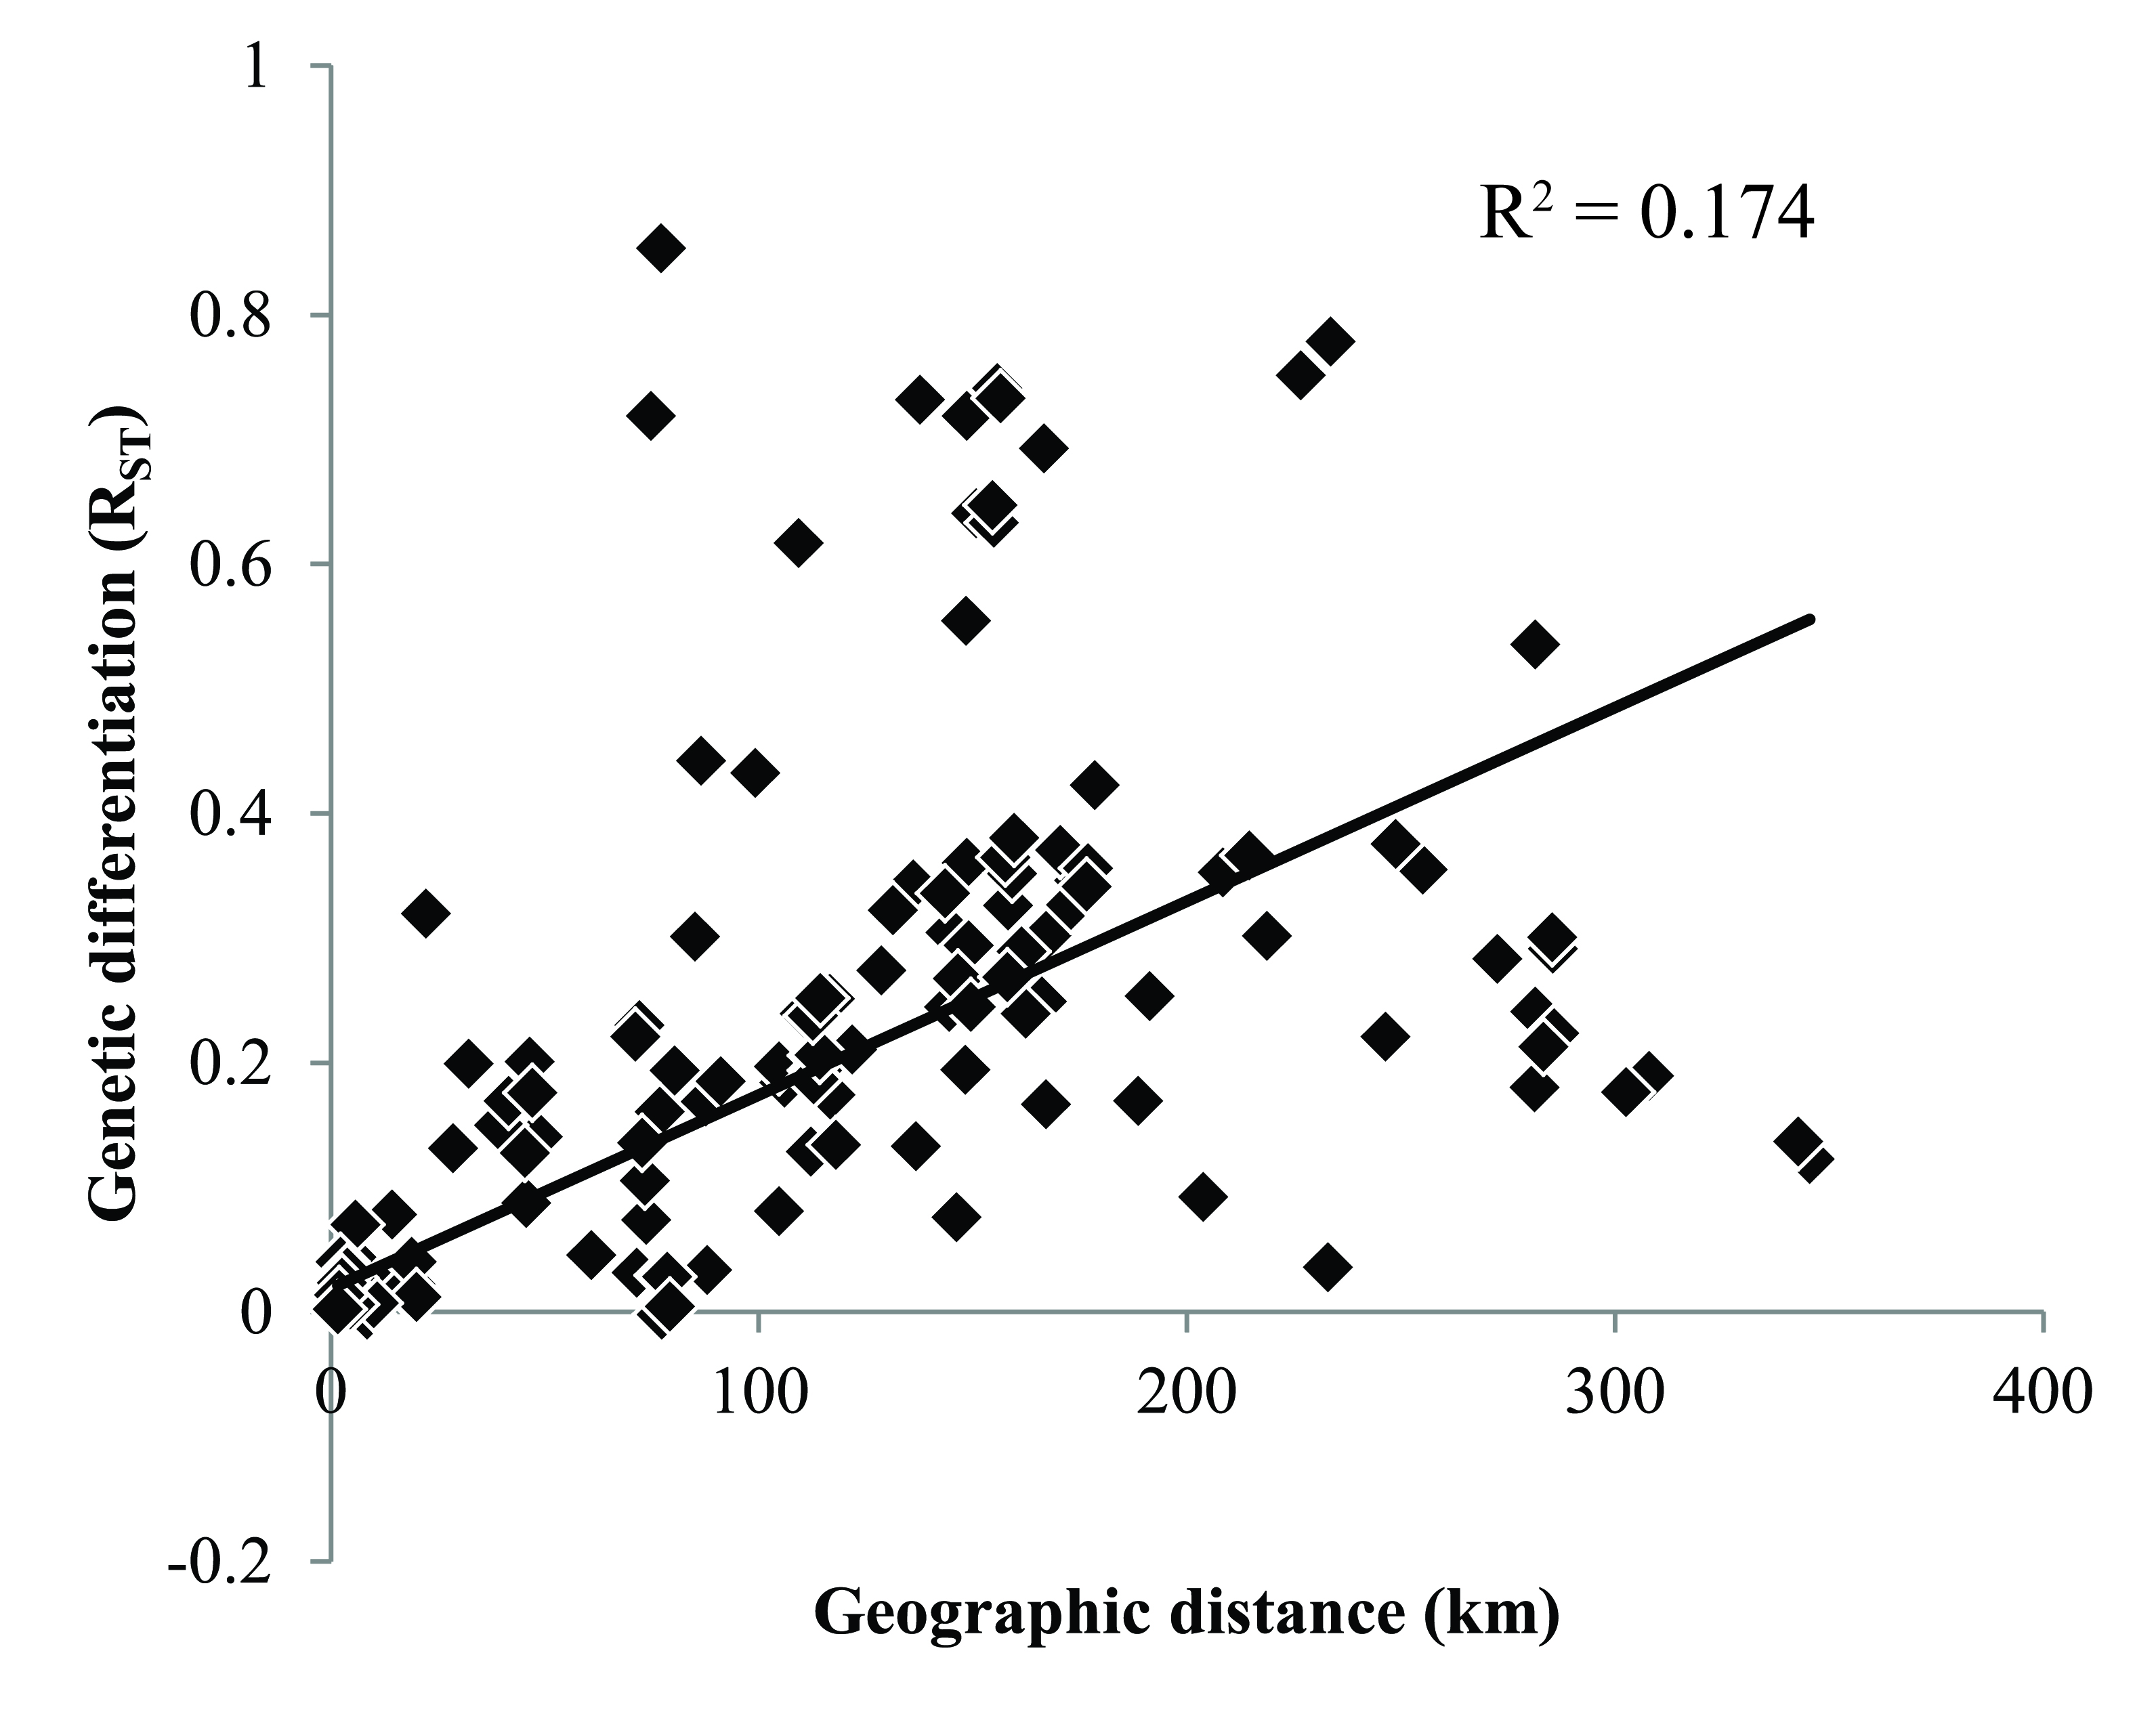 1
0.8
0.6
0.4
0.2
0
-0.2
Genetic differentiation (R_ST)
R² = 0.174
0 100 200 300 400
Geographic distance (km)